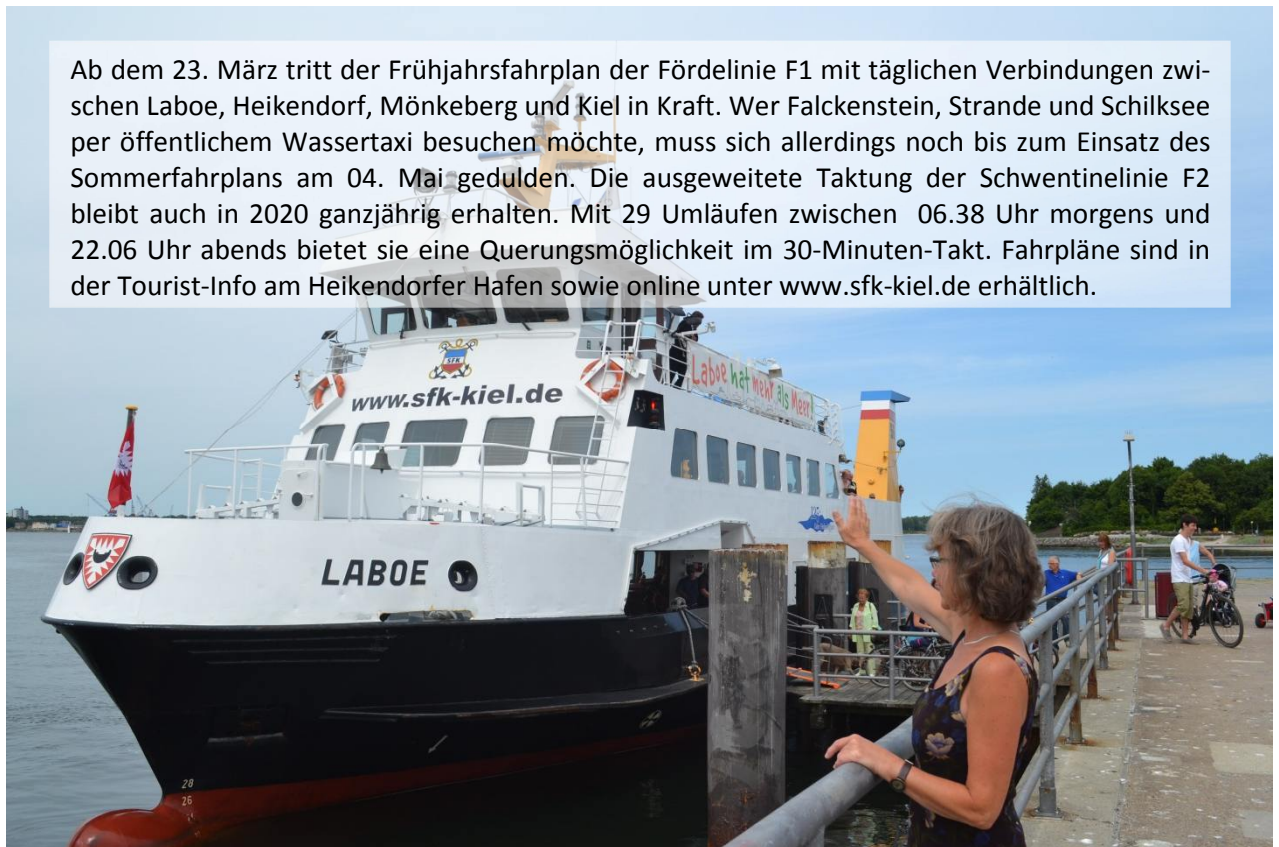 Ab dem 23. März tritt der Frühjahrsfahrplan der Fördelinie F1 mit täglichen Verbindungen zwi-
schen Laboe, Heikendorf, Mönkeberg und Kiel in Kraft. Wer Falckenstein, Strande und Schilksee
per öffentlichem Wassertaxi besuchen möchte, muss sich allerdings noch bis zum Einsatz des
Sommerfahrplans am 04. Mai gedulden. Die ausgeweitete Taktung der Schwentinelinie F2
bleibt auch in 2020 ganzjährig erhalten. Mit 29 Umläufen zwischen 06.38 Uhr morgens und
22.06 Uhr abends bietet sie eine Querungsmöglichkeit im 30-Minuten-Takt. Fahrpläne sind in
der Tourist-Info am Heikendorfer Hafen sowie online unter www.sfk-kiel.de erhältlich.
SFK
www.sfk-kiel.de
Laboe hat mehr als Meer!
LABOE
28
26